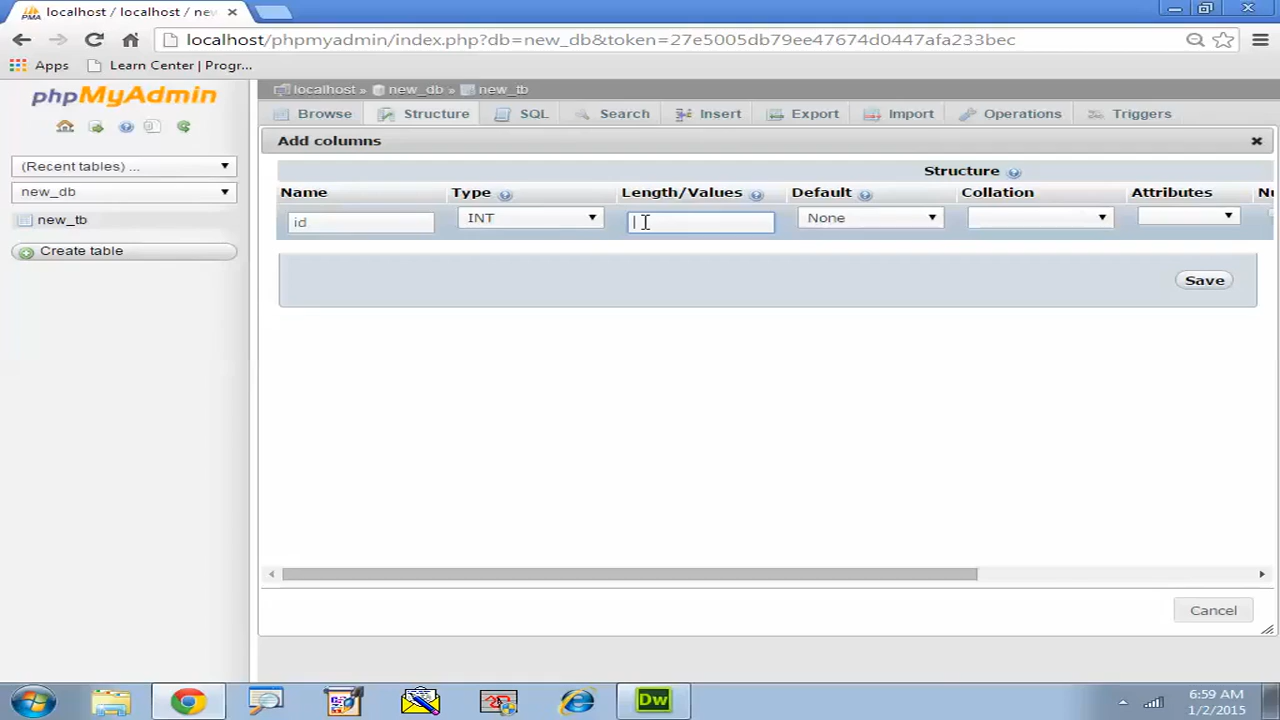 localhost / localhost / new
localhost/phpmyadmin/index.php?db=new_db&token=27e5005db79ee47674d0447afa233bec
Apps Learn Center | Progr...
phpMyAdmin
localhost » new_db » new_tb
Browse Structure SQL Search Insert Export Import Operations Triggers
Add columns
(Recent tables) ...
Structure
new_db
Name Type Length/Values Default Collation Attributes Nu
new_tb
id INT None
Create table
Save
Cancel
Dw
6:59 AM
1/2/2015